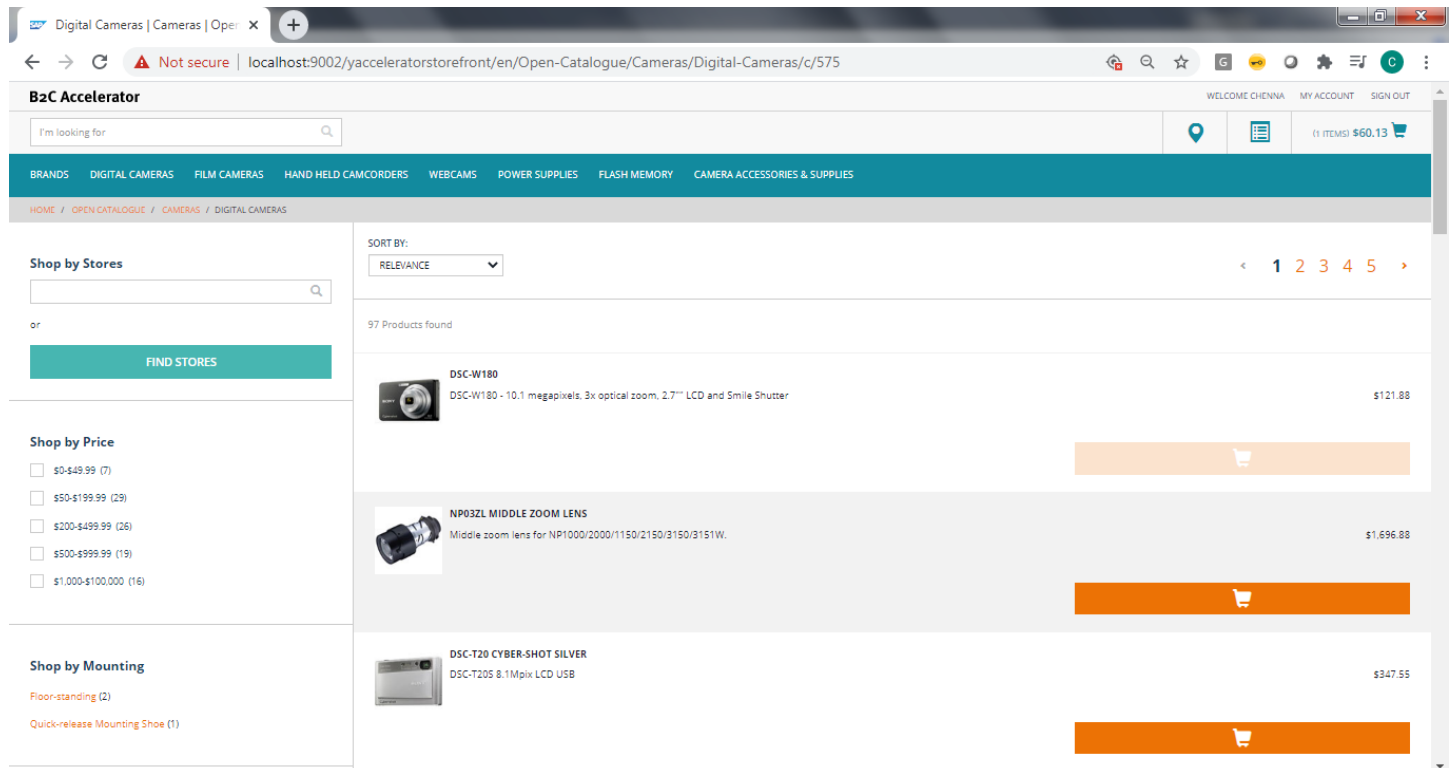 Digital Cameras | Cameras | Oper
Not secure | localhost:9002/yacceleratorstorefront/en/Open-Catalogue/Cameras/Digital-Cameras/c/575
G
C
B2C Accelerator
WELCOME CHENNA MY ACCOUNT SIGN OUT
I'm looking for
(1 ITEMS) $60.13
BRANDS DIGITAL CAMERAS FILM CAMERAS HAND HELD CAMCORDERS WEBCAMS POWER SUPPLIES FLASH MEMORY CAMERA ACCESSORIES & SUPPLIES
HOME / OPEN CATALOGUE / CAMERAS / DIGITAL CAMERAS
Shop by Stores
or
FIND STORES
Shop by Price
$0-$49.99 (7)
$50-$199.99 (29)
$200-$499.99 (26)
$500-$999.99 (19)
$1,000-$100,000 (16)
Shop by Mounting
Floor-standing (2)
Quick-release Mounting Shoe (1)
SORT BY:
RELEVANCE
‹ 1 2 3 4 5 ›
97 Products found
DSC-W180
DSC-W180 - 10.1 megapixels, 3x optical zoom, 2.7"" LCD and Smile Shutter
$121.88
NP03ZL MIDDLE ZOOM LENS
Middle zoom lens for NP1000/2000/1150/2150/3150/3151W.
$1,696.88
DSC-T20 CYBER-SHOT SILVER
DSC-T20S 8.1Mpix LCD USB
$347.55